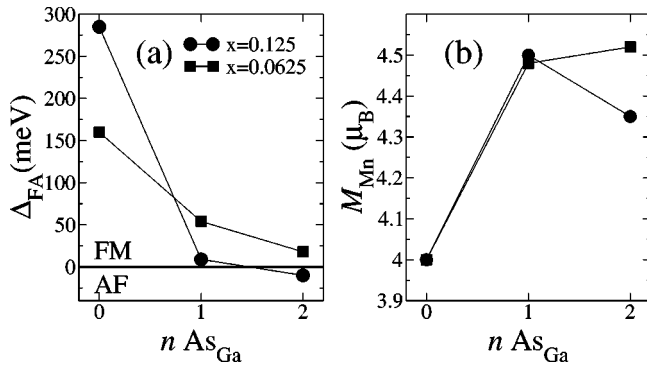 (a)
x=0.125
x=0.0625
Δ_FA (meV)
300
250
200
150
100
50
0
FM
AF
0 1 2
n As_Ga
(b)
M_Mn (μ_B)
4.5
4.4
4.3
4.2
4.1
4
3.9
0 1 2
n As_Ga